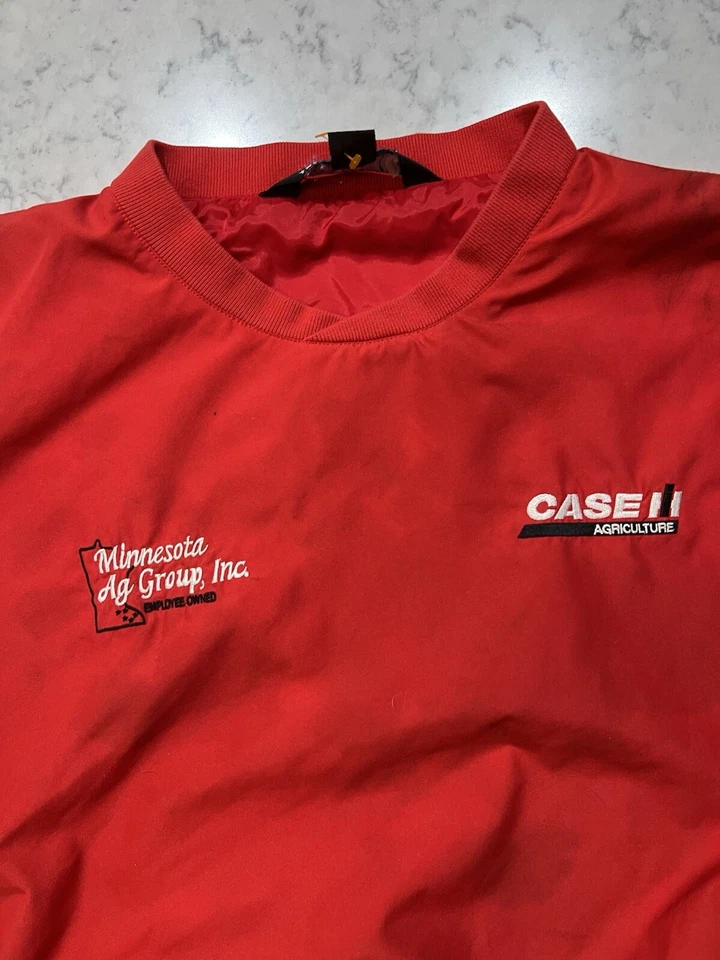 Minnesota
Ag Group, Inc.
EMPLOYEE OWNED
CASE IH
AGRICULTURE